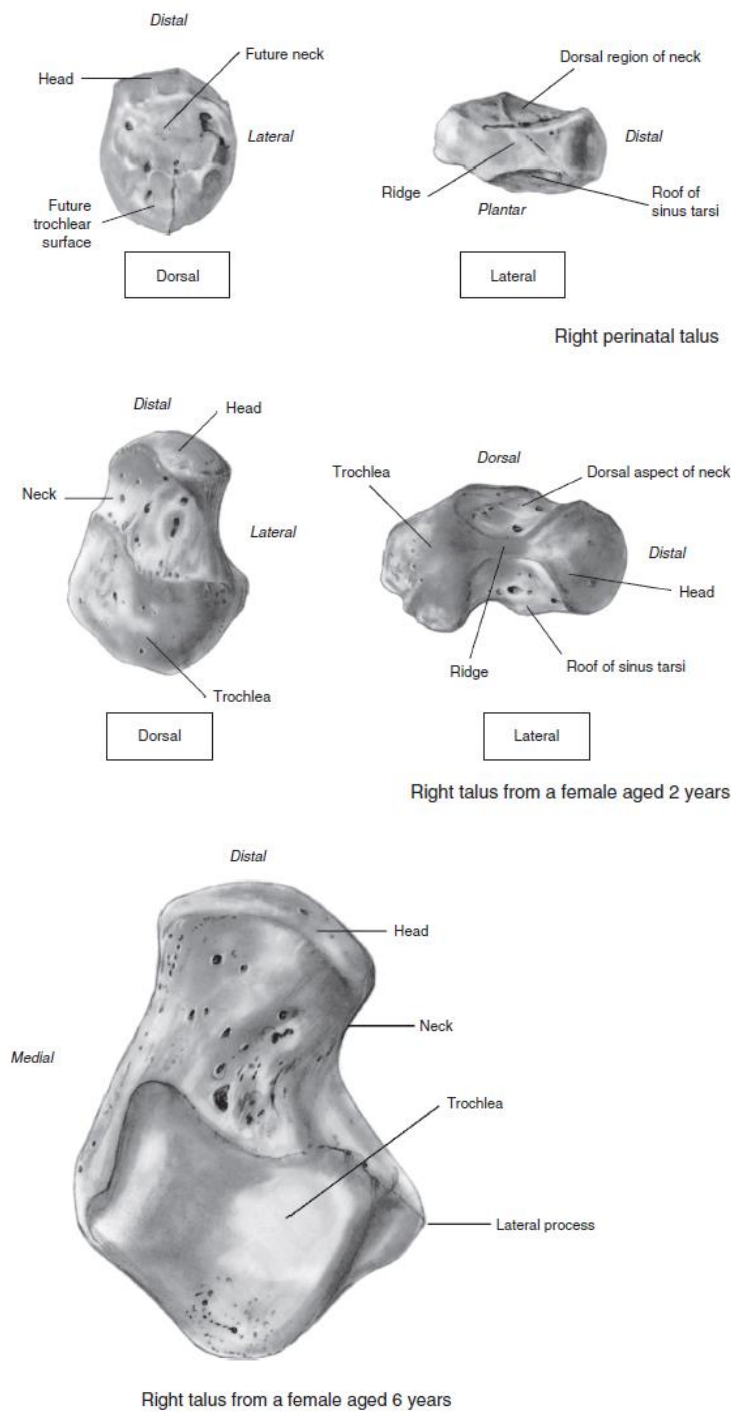 Distal
Future neck
Head
Lateral
Future
trochlear
surface
Dorsal
Dorsal region of neck
Distal
Ridge
Plantar
Roof of
sinus tarsi
Lateral
Right perinatal talus
Distal
Head
Neck
Lateral
Trochlea
Dorsal
Dorsal
Trochlea
Dorsal aspect of neck
Distal
Head
Ridge
Roof of sinus tarsi
Lateral
Right talus from a female aged 2 years
Distal
Head
Neck
Medial
Trochlea
Lateral process
Right talus from a female aged 6 years